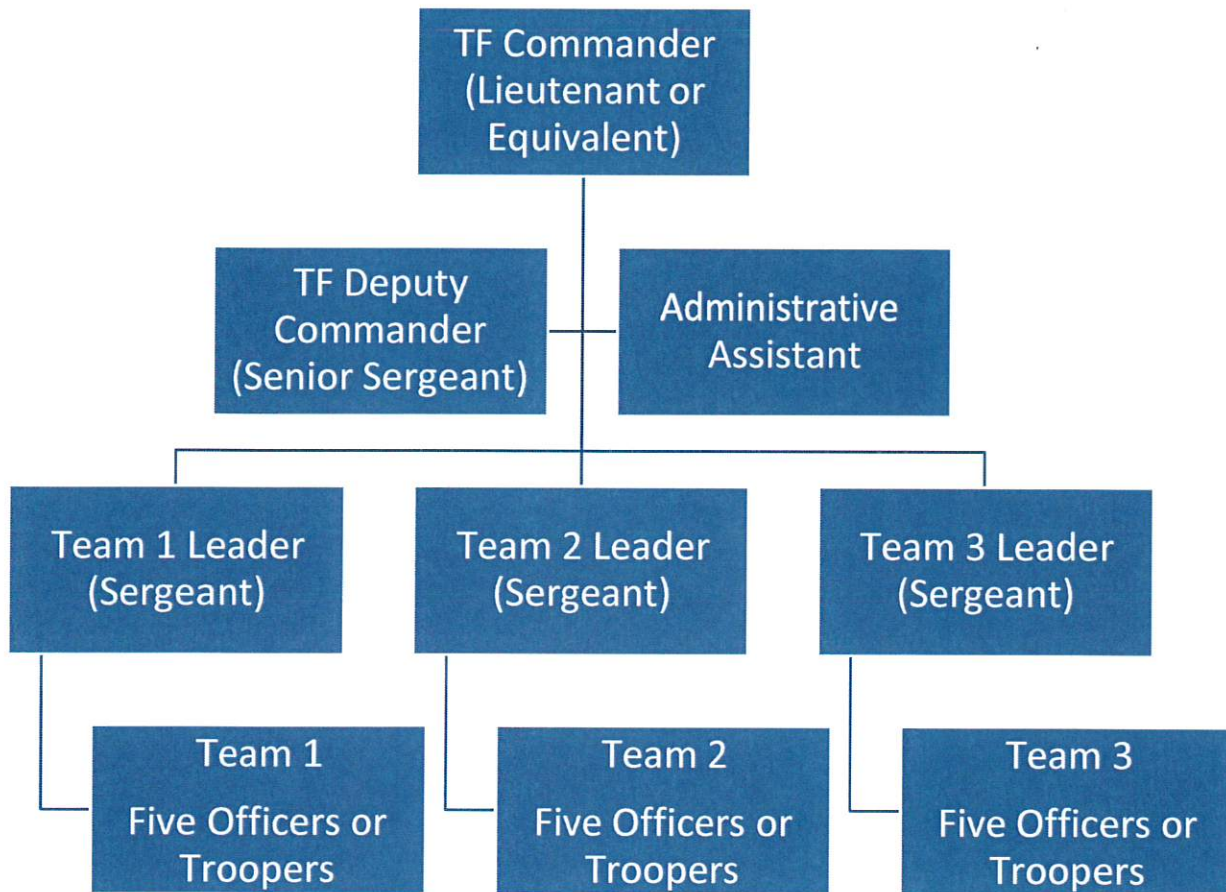 TF Commander
(Lieutenant or
Equivalent)
TF Deputy
Commander
(Senior Sergeant)
Administrative
Assistant
Team 1 Leader
(Sergeant)
Team 2 Leader
(Sergeant)
Team 3 Leader
(Sergeant)
Team 1
Five Officers or
Troopers
Team 2
Five Officers or
Troopers
Team 3
Five Officers or
Troopers